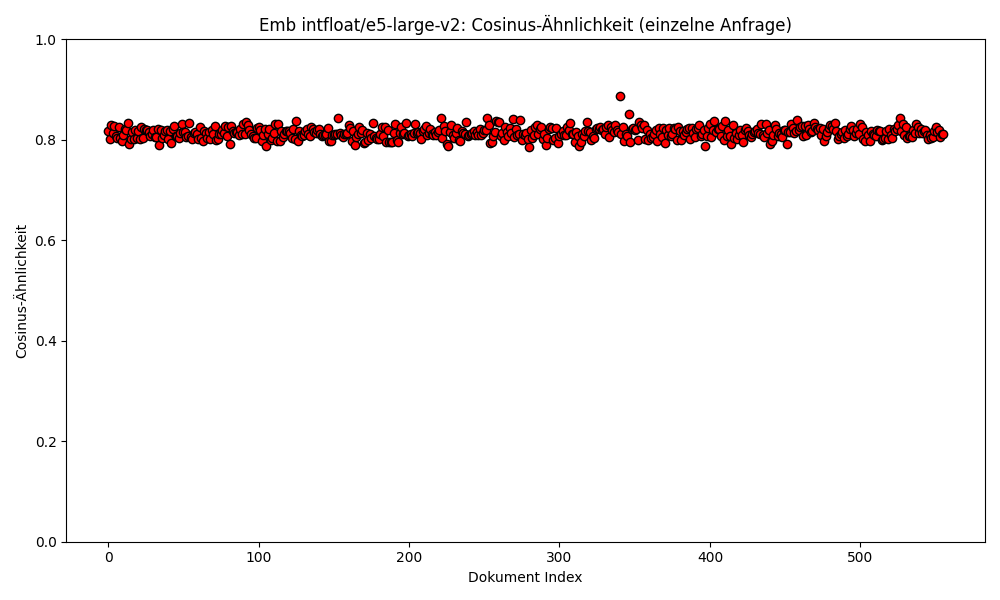 Emb intfloat/e5-large-v2: Cosinus-Ähnlichkeit (einzelne Anfrage)
1.0
0.8
0.6
0.4
0.2
0.0
Cosinus-Ähnlichkeit
0 100 200 300 400 500
Dokument Index